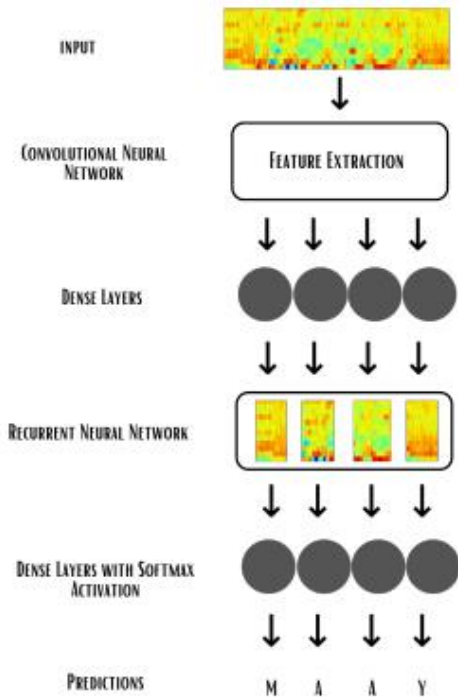 INPUT
CONVOLUTIONAL NEURAL
NETWORK
FEATURE EXTRACTION
DENSE LAYERS
RECURRENT NEURAL NETWORK
DENSE LAYERS WITH SOFTMAX
ACTIVATION
PREDICTIONS
M A A Y